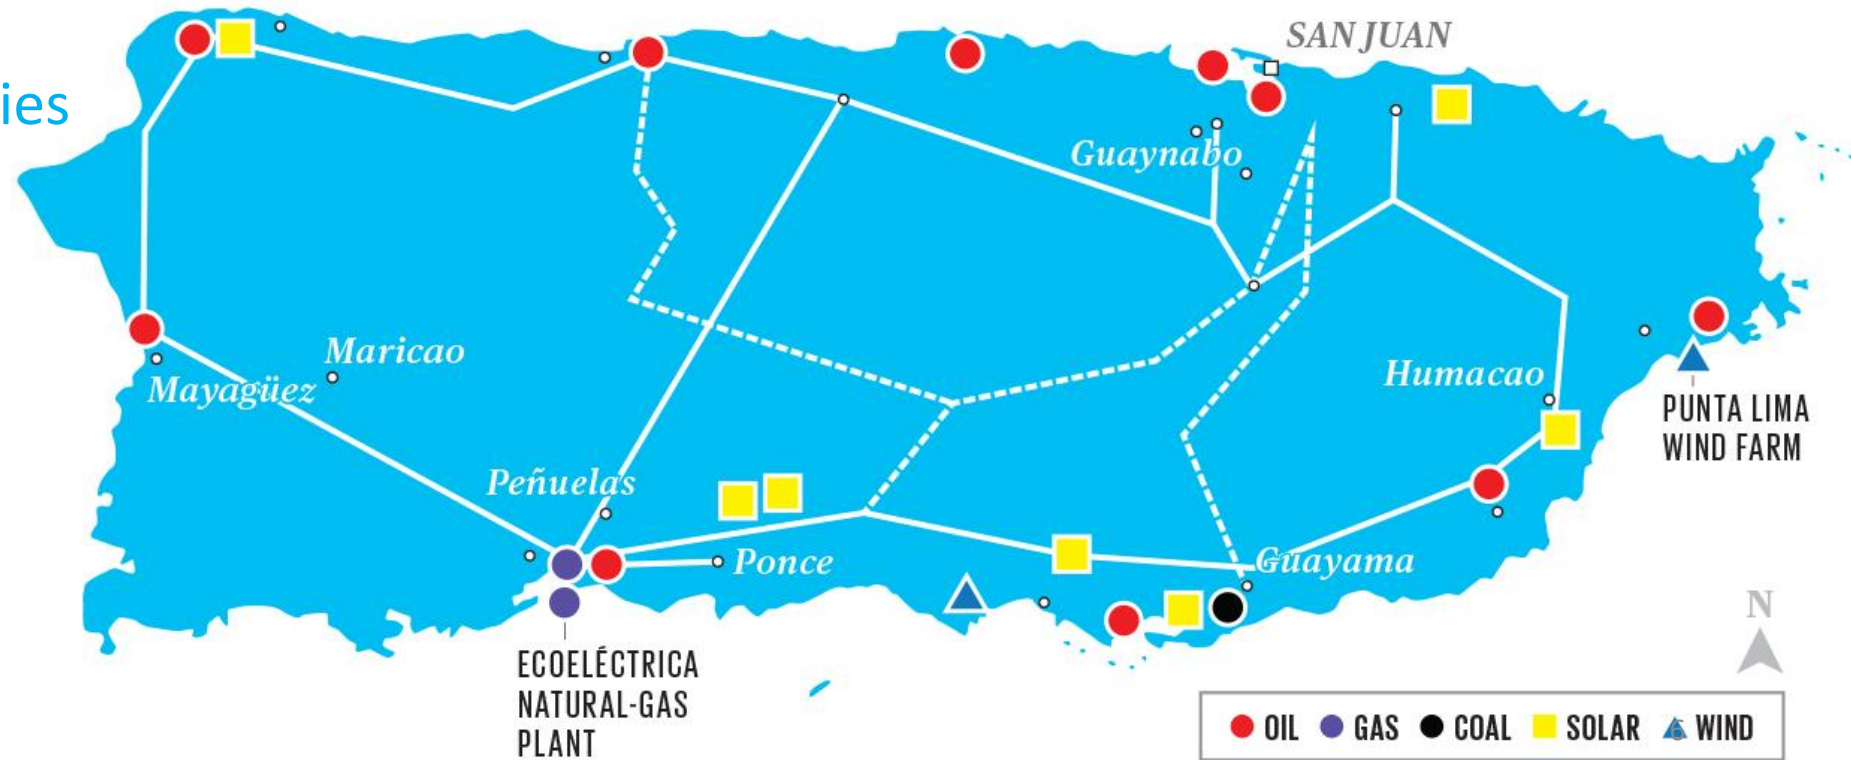 SAN JUAN
ies
Guaynabo
Maricao
Mayagüez
Humacao
PUNTA LIMA
WIND FARM
Peñuelas
Ponce
Guayama
N
ECOELÉCTRICA
NATURAL-GAS
PLANT
OIL GAS COAL SOLAR 6 WIND